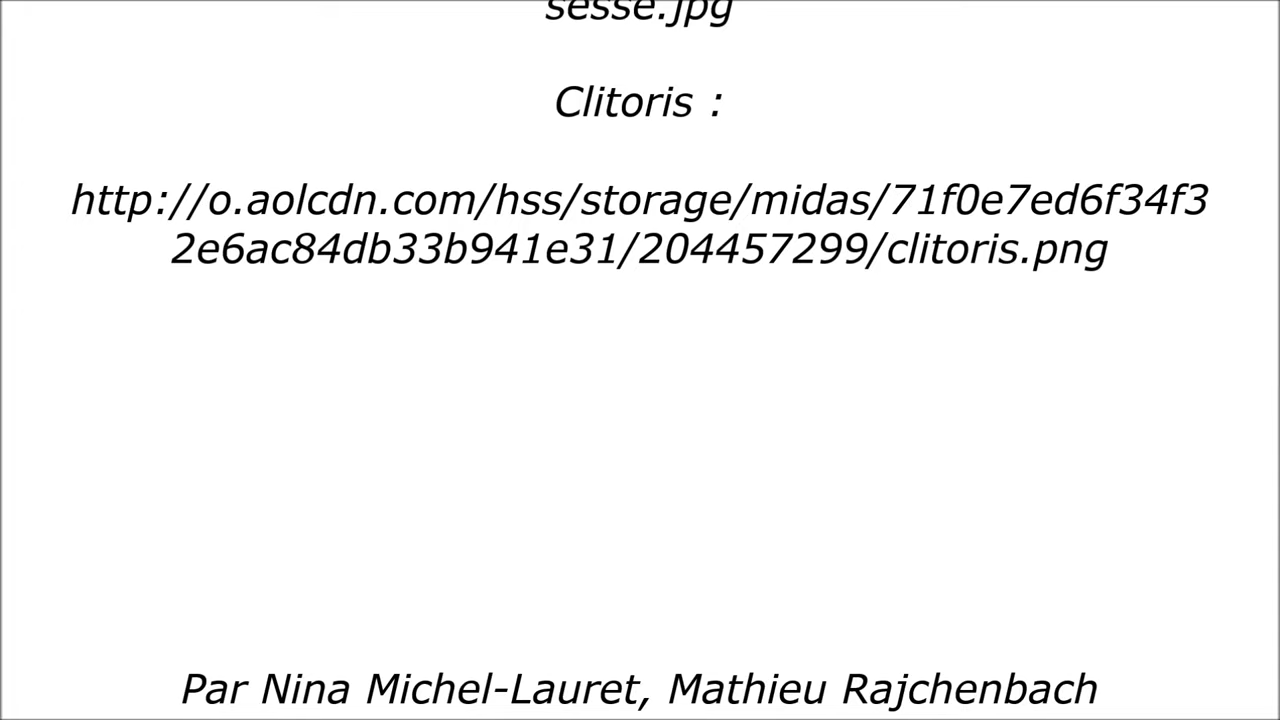 sesse.jpg
Clitoris :
http://o.aolcdn.com/hss/storage/midas/71f0e7ed6f34f3
2e6ac84db33b941e31/204457299/clitoris.png
Par Nina Michel-Lauret, Mathieu Rajchenbach